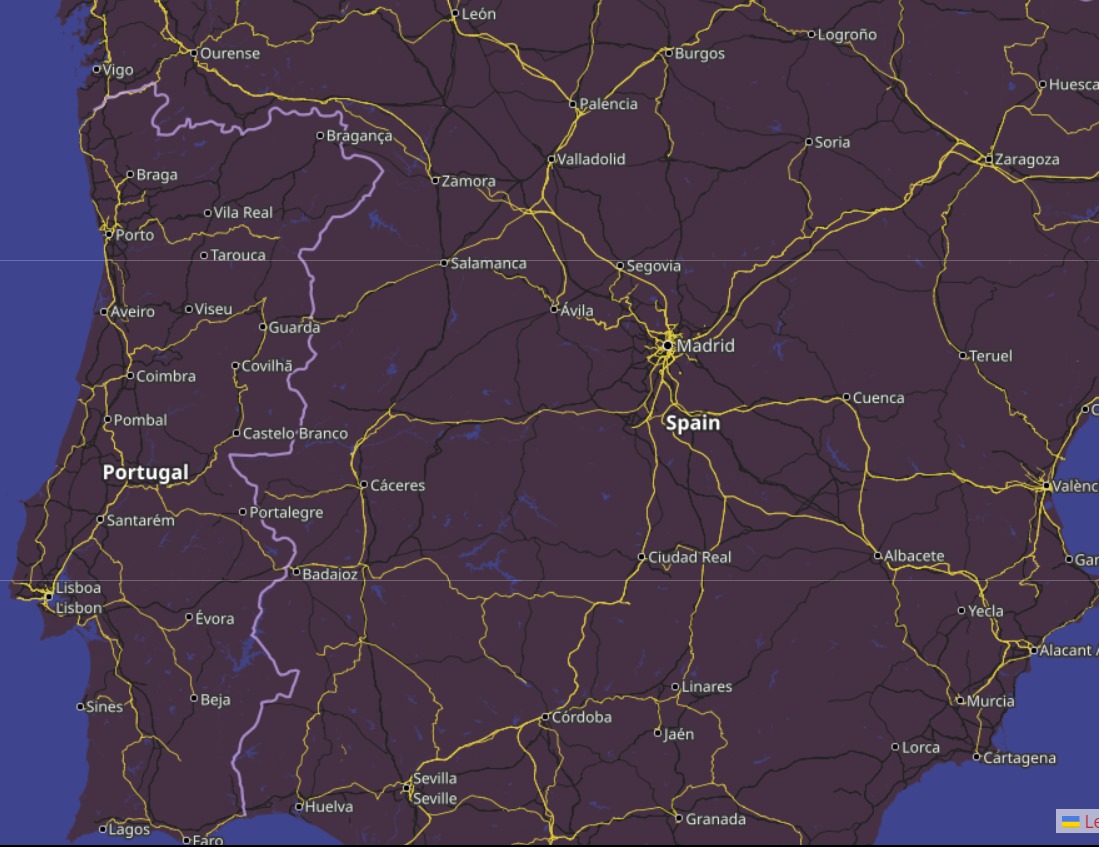 León
Logroño
Ourense
Burgos
Vigo
Huesca
Palencia
Bragança
Soria
Valladolid
Zaragoza
Braga
Zamora
Vila Real
Porto
Tarouca
Salamanca
Segovia
Aveiro
Viseu
Ávila
Guarda
Madrid
Teruel
Covilhã
Coimbra
Cuenca
C
Pombal
Spain
Castelo Branco
Portugal
Cáceres
Valènc
Portalegre
Santarém
Ciudad Real
Albacete
Gan
Badajoz
Lisboa
Lisbon
Yecla
Évora
Alacant /
Linares
Beja
Sines
Murcia
Córdoba
Jaén
Lorca
Cartagena
Sevilla
Seville
Huelva
Granada
Le
Lagos
Faro